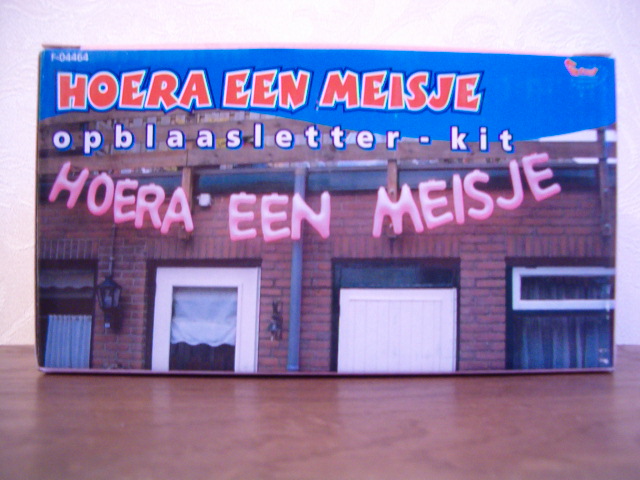 F-04464
HOERA EEN MEISJE
opblaasletter-kit
HOERA EEN MEISJE